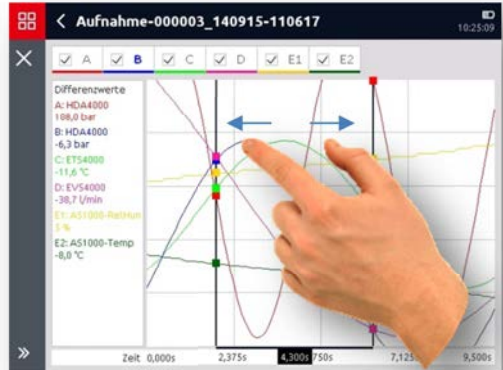 Aufnahme-000003_140915-110617
10:25:09
A B C D E1 E2
Differenzwerte
A: HDA4000
108,0 bar
B: HDA4000
-6,3 bar
C: ETS4000
-11,6 °C
D: EVS4000
-38,7 l/min
E1: AS1000-RelHum
5 %
E2: AS1000-Temp
-8,0 °C
Zeit 0,000s 2,375s 4,300s 750s 7,125 9,500s